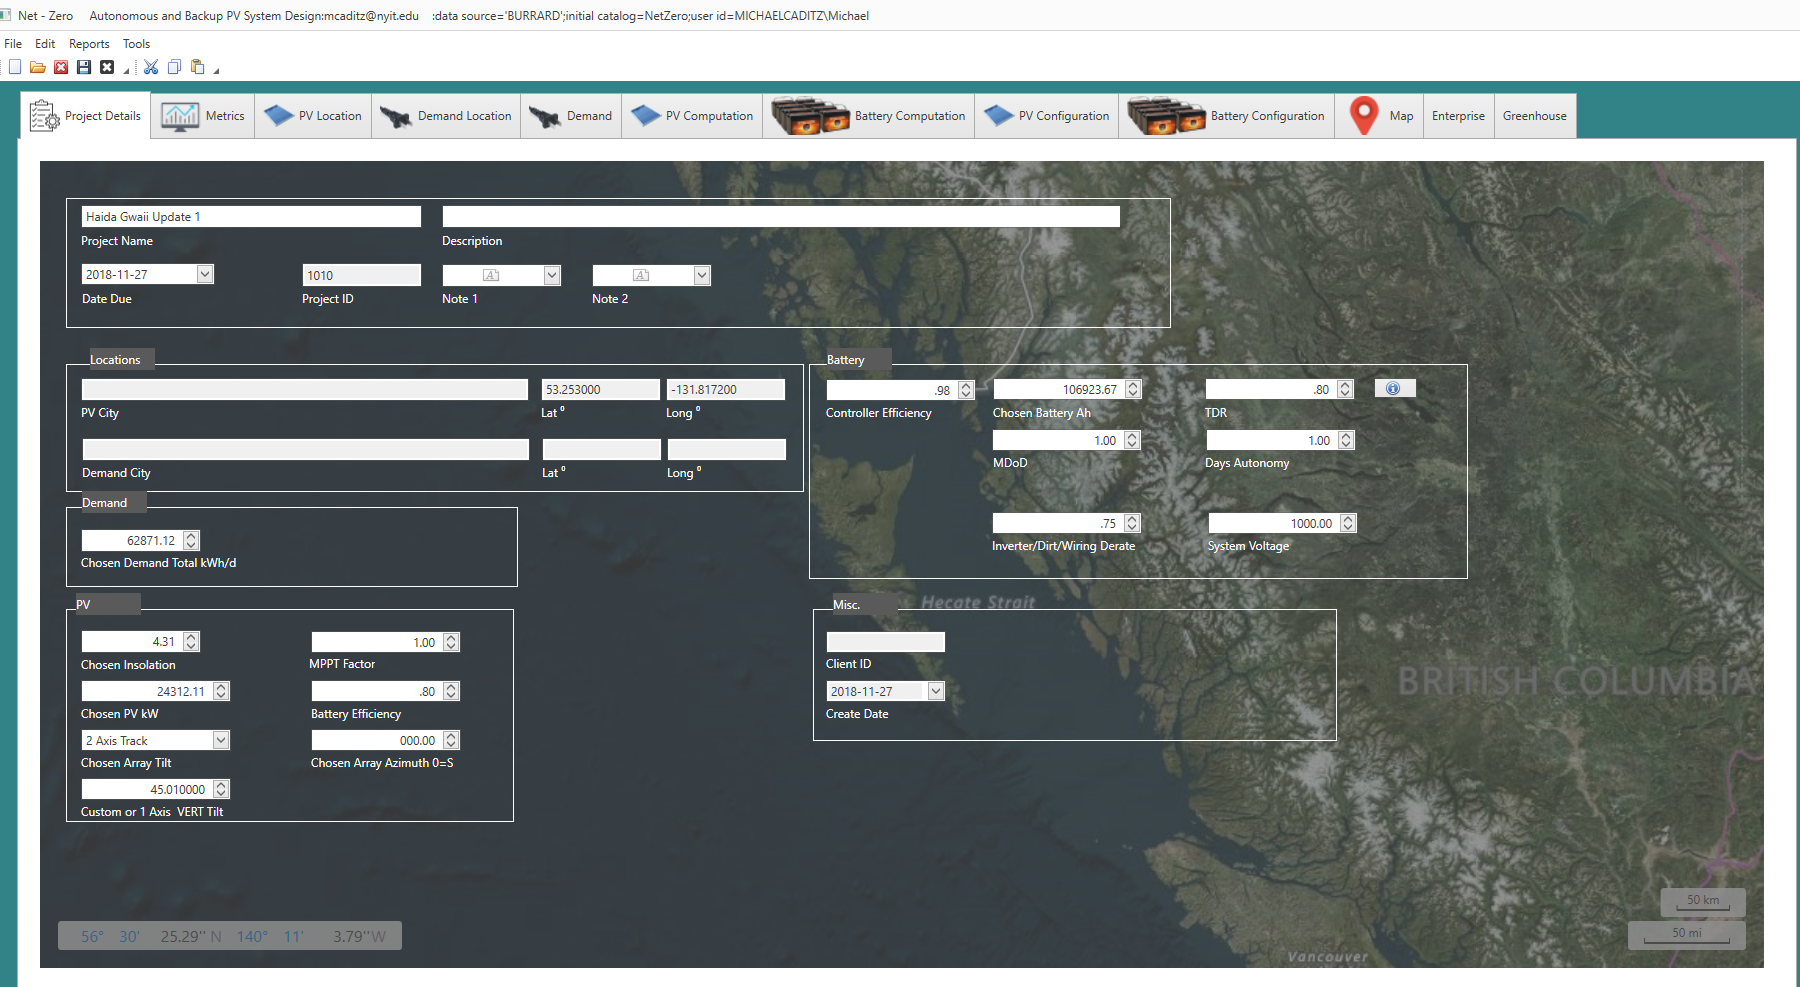 Net - Zero Autonomous and Backup PV System Design:mcaditz@nyit.edu :data source='BURRARD';initial catalog=NetZero;user id=MICHAELCADITZ\Michael
File Edit Reports Tools
Project Details Metrics PV Location Demand Location Demand PV Computation Battery Computation PV Configuration Battery Configuration Map Enterprise Greenhouse
Haida Gwaii Update 1
Project Name Description
2018-11-27 1010
Date Due Project ID Note 1 Note 2
Locations
53.253000 -131.817200
PV City Lat º Long º
Demand City Lat º Long º
Battery
.98 106923.67 .80
Controller Efficiency Chosen Battery Ah TDR
1.00 1.00
MDoD Days Autonomy
.75 1000.00
Inverter/Dirt/Wiring Derate System Voltage
Demand
62871.12
Chosen Demand Total kWh/d
PV
4.31 1.00
Chosen Insolation MPPT Factor
24312.11 .80
Chosen PV kW Battery Efficiency
2 Axis Track 000.00
Chosen Array Tilt Chosen Array Azimuth 0=S
45.010000
Custom or 1 Axis VERT Tilt
Misc.
Client ID
2018-11-27
Create Date
Hecate Strait
BRITISH COLUMBIA
Vancouver
56° 30' 25.29'' N 140° 11' 3.79'' W
50 km
50 mi